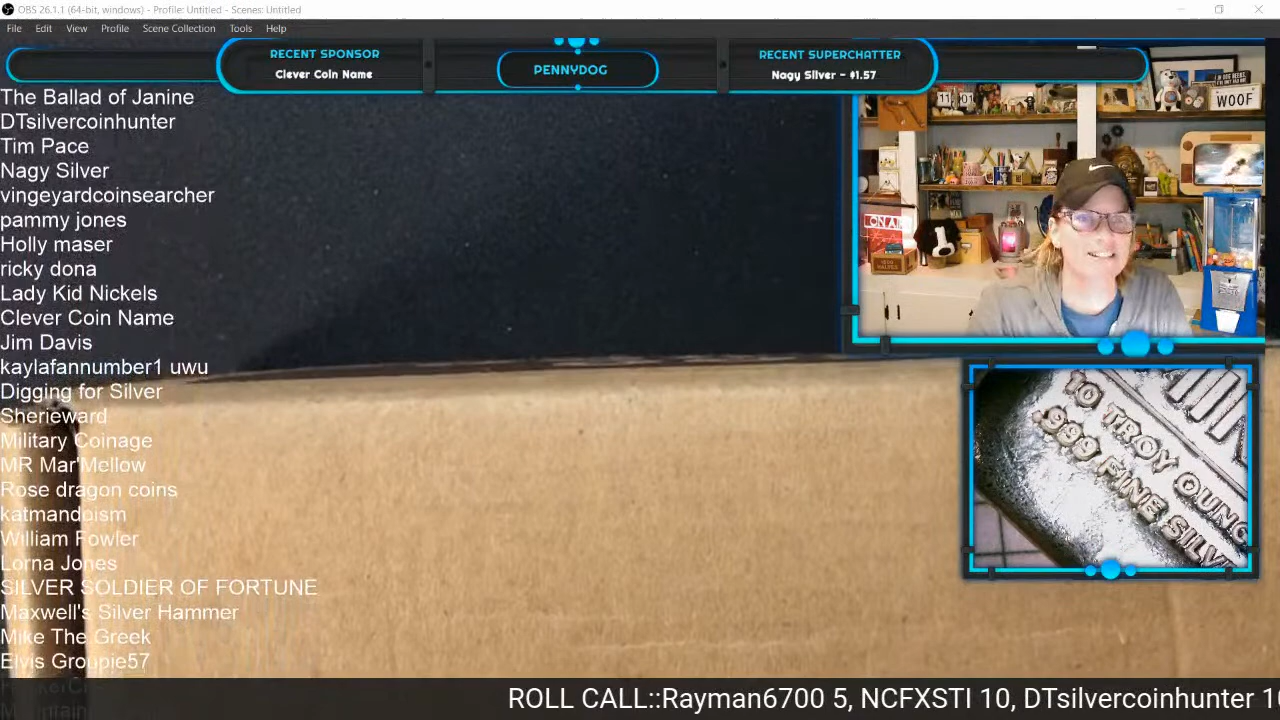 OBS 26.1.1 (64-bit, windows) - Profile: Untitled - Scenes: Untitled
File Edit View Profile Scene Collection Tools Help
RECENT SPONSOR
Clever Coin Name
PENNYDOG
RECENT SUPERCHATTER
Nagy Silver - $1.57
The Ballad of Janine
DTsilvercoinhunter
Tim Pace
Nagy Silver
vingeyardcoinsearcher
pammy jones
Holly maser
ricky dona
Lady Kid Nickels
Clever Coin Name
Jim Davis
kaylafannumber1 uwu
Digging for Silver
Sherieward
Military Coinage
MR Mar'Mellow
Rose dragon coins
katmandoism
William Fowler
Lorna Jones
SILVER SOLDIER OF FORTUNE
Maxwell's Silver Hammer
Mike The Greek
Elvis Groupie57
WOOF
ON AIR
10 TROY OUNC
.999 FINE SILV
ROLL CALL::Rayman6700 5, NCFXSTI 10, DTsilvercoinhunter 1